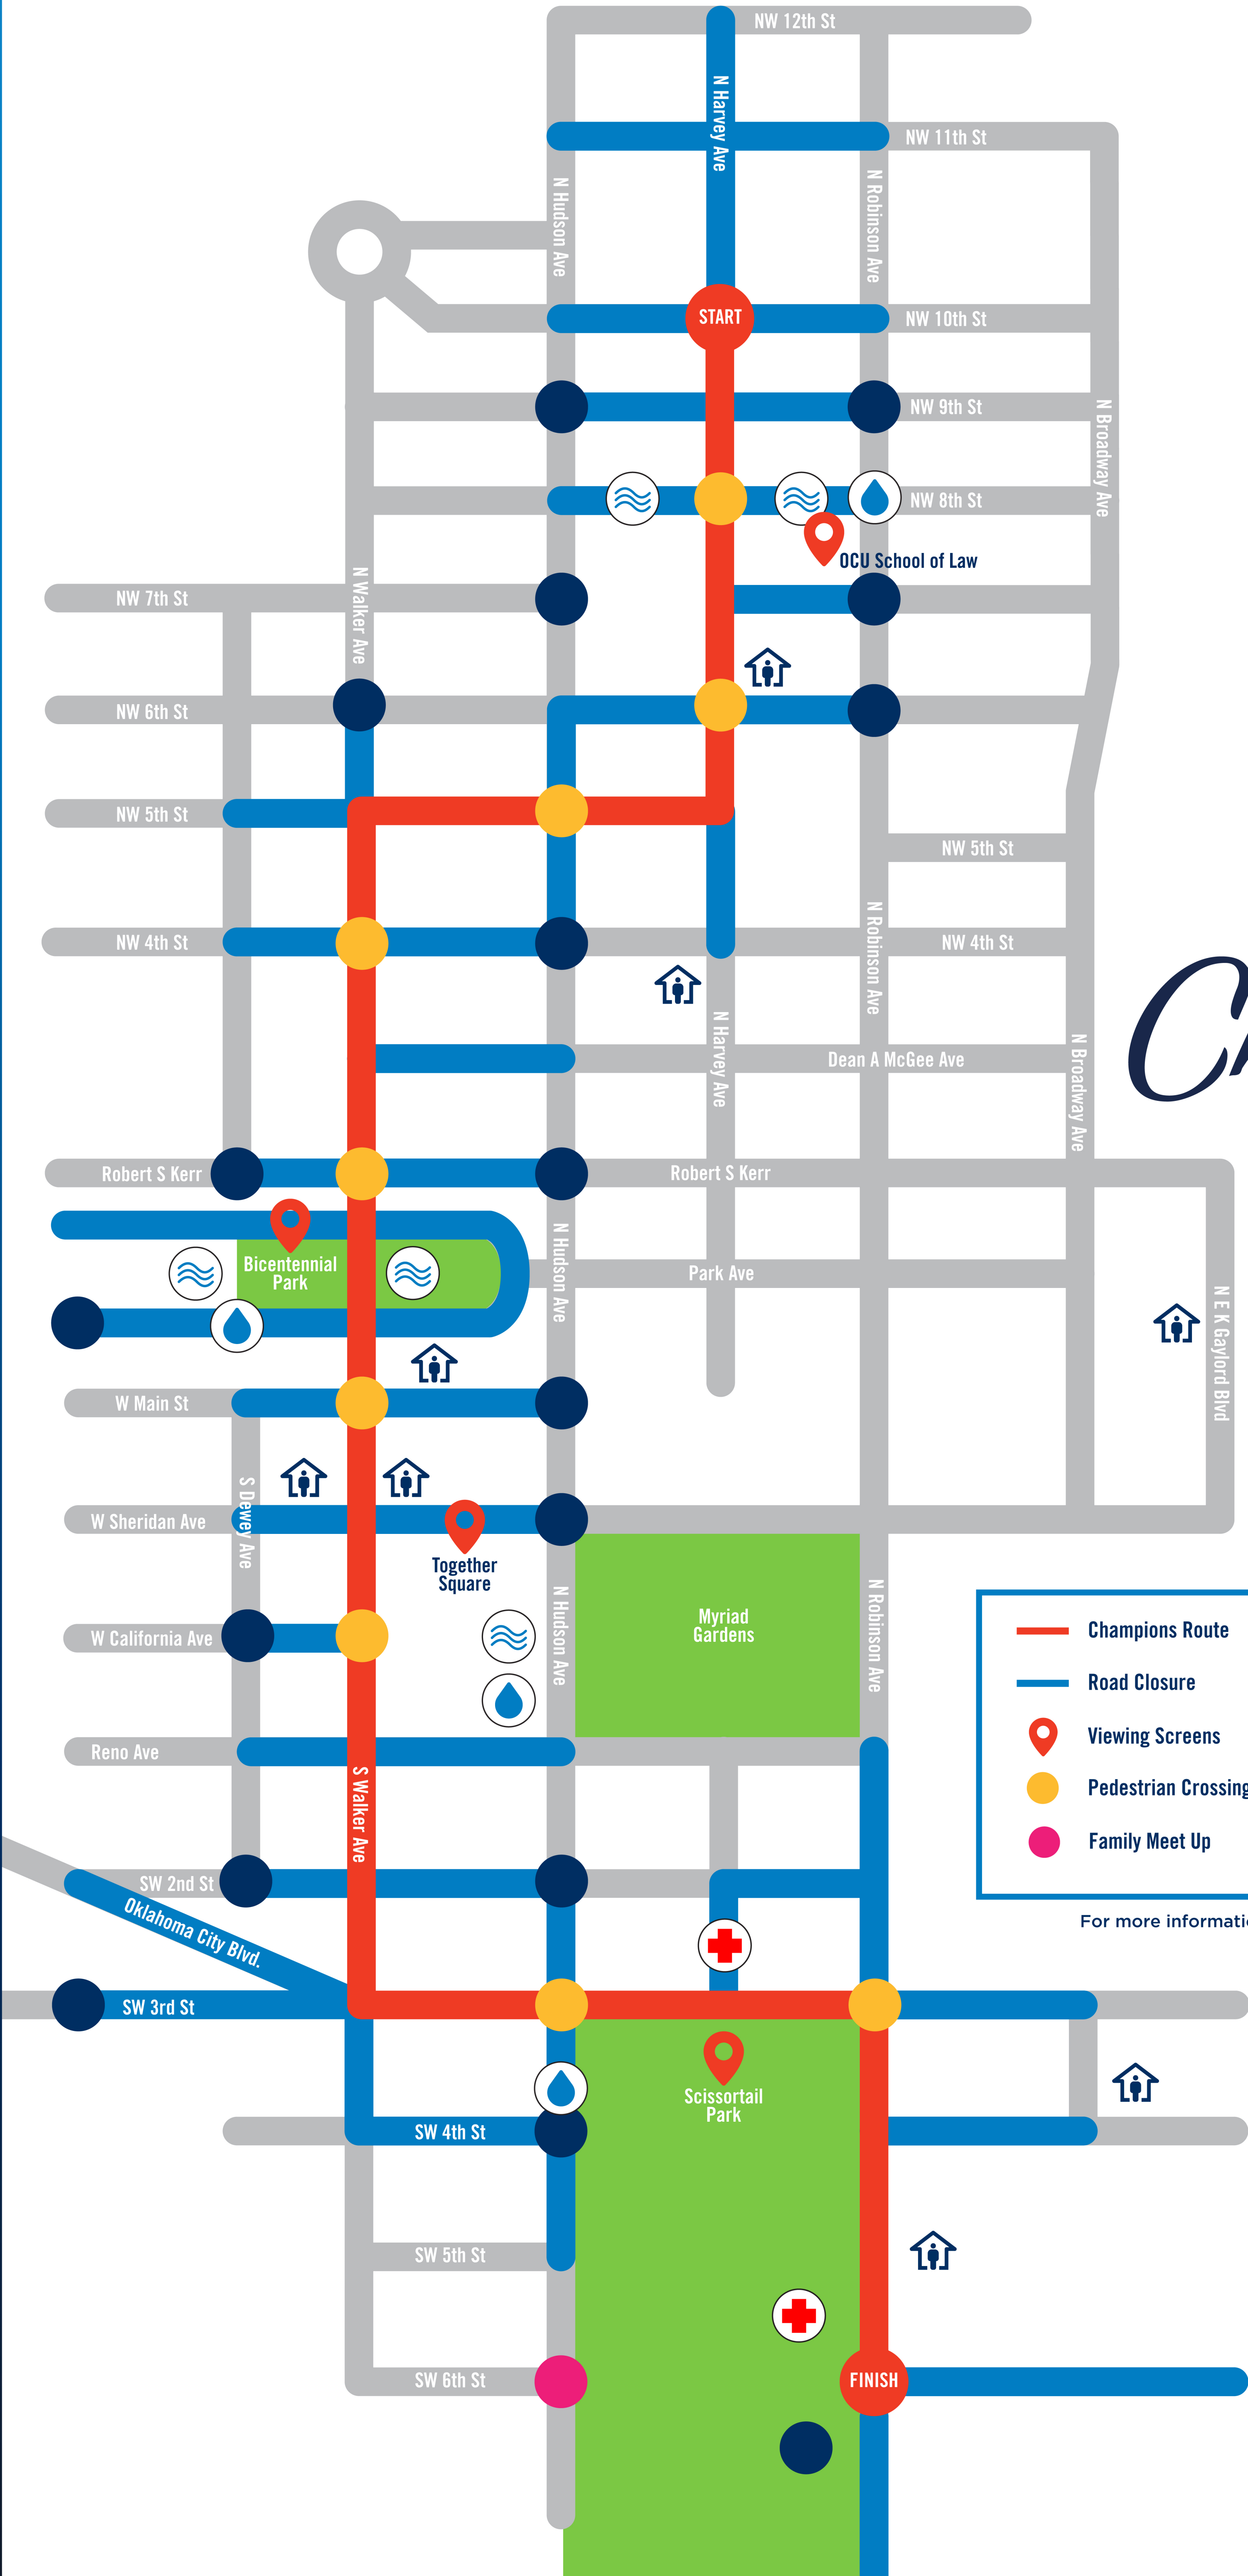 NW 12th St
N Harvey Ave
NW 11th St
N Hudson Ave
N Robinson Ave
START
NW 10th St
NW 9th St
N Broadway Ave
NW 8th St
OCU School of Law
N Walker Ave
NW 7th St
NW 6th St
NW 5th St
NW 5th St
NW 4th St
NW 4th St
N Robinson Ave
N Harvey Ave
Dean A McGee Ave
N Broadway Ave
Robert S Kerr
Robert S Kerr
Bicentennial
Park
N Hudson Ave
Park Ave
N E K Gaylord Blvd
W Main St
S Dewey Ave
W Sheridan Ave
Together
Square
N Hudson Ave
Myriad
Gardens
N Robinson Ave
W California Ave
Reno Ave
S Walker Ave
Champions Route
Road Closure
Viewing Screens
Pedestrian Crossing
Family Meet Up
For more informati
SW 2nd St
Oklahoma City Blvd.
SW 3rd St
Scissortail
Park
SW 4th St
SW 5th St
SW 6th St
FINISH